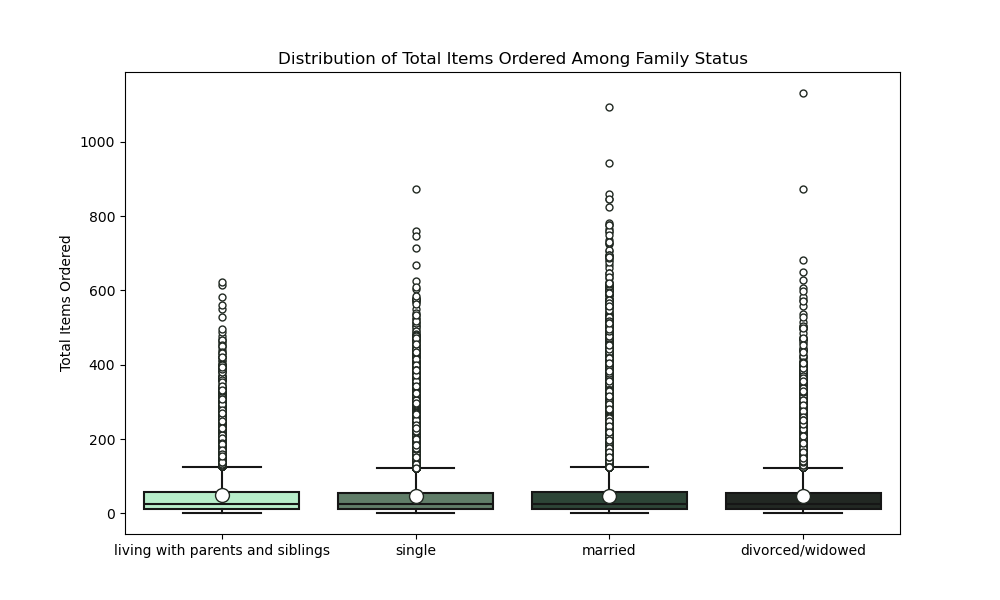 Distribution of Total Items Ordered Among Family Status
Total Items Ordered
1000
800
600
400
200
0
living with parents and siblings
single
married
divorced/widowed